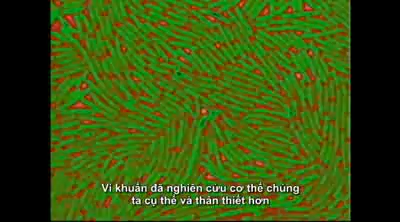 Vi khuẩn đã nghiên cứu cơ thể chúng
ta cụ thể và thân thiết hơn